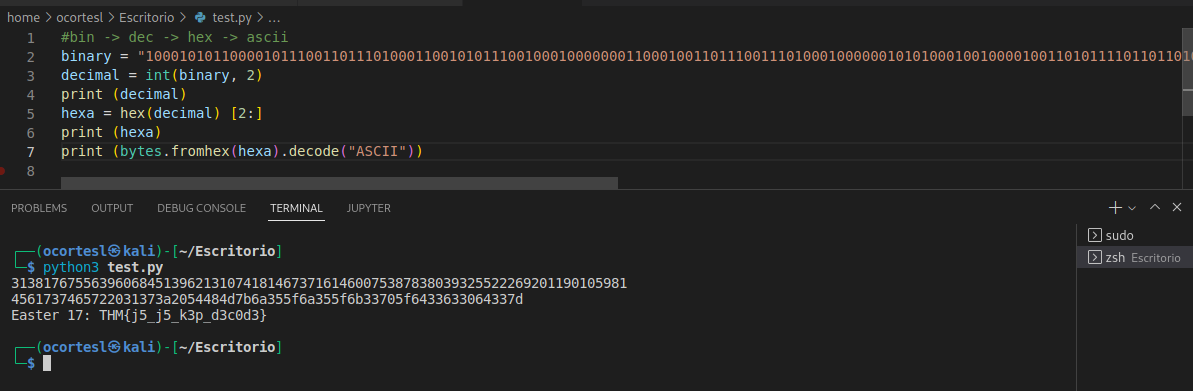 home > ocortesl > Escritorio > test.py > ...
1 #bin -> dec -> hex -> ascii
2 binary = "1000101011000010111001101110100011001010111001000100000001100010011011100111010001000000101010001001000010011010111101101101
3 decimal = int(binary, 2)
4 print (decimal)
5 hexa = hex(decimal) [2:]
6 print (hexa)
7 print (bytes.fromhex(hexa).decode("ASCII"))
8
PROBLEMS OUTPUT DEBUG CONSOLE TERMINAL JUPYTER
sudo
zsh Escritorio
(ocortesl㉿kali)-[~/Escritorio]
$ python3 test.py
31381767556396068451396213107418146737161460075387838039325522269201190105981
4561737465722031373a2054484d7b6a355f6a355f6b33705f6433633064337d
Easter 17: THM{j5_j5_k3p_d3c0d3}
(ocortesl㉿kali)-[~/Escritorio]
$